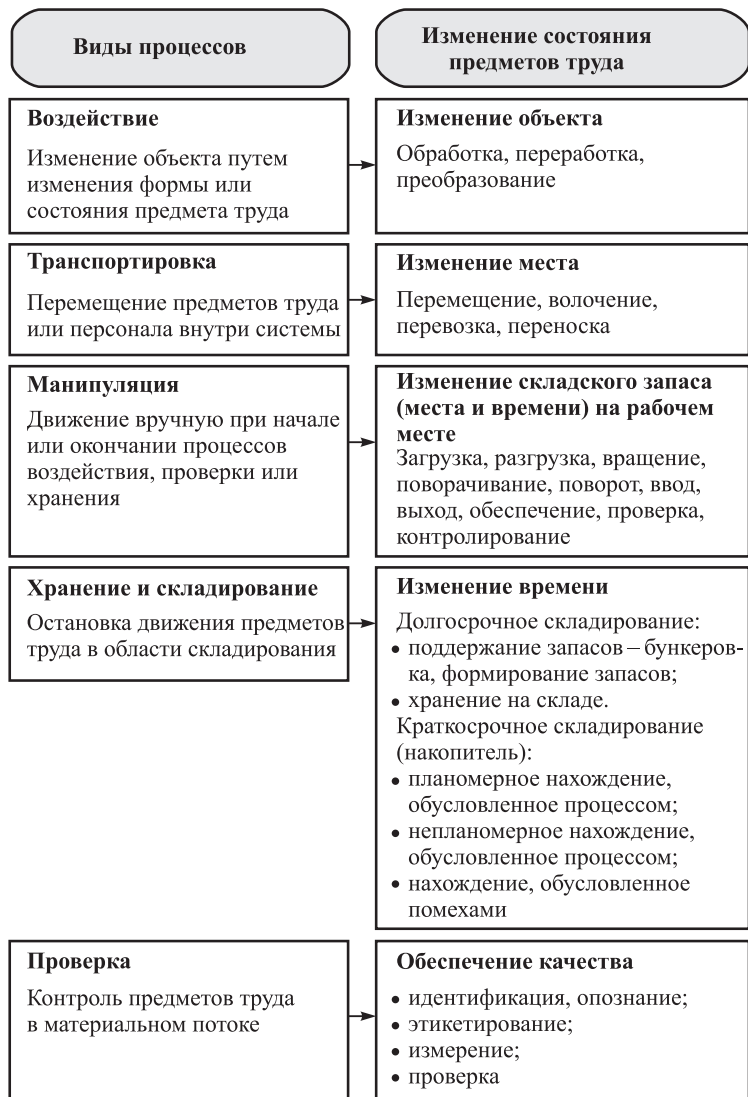 Виды процессов
Изменение состояния
предметов труда
Воздействие
Изменение объекта путем
изменения формы или
состояния предмета труда
Изменение объекта
Обработка, переработка,
преобразование
Транспортировка
Перемещение предметов труда
или персонала внутри системы
Изменение места
Перемещение, волочение,
перевозка, переноска
Манипуляция
Движение вручную при начале
или окончании процессов
воздействия, проверки или
хранения
Изменение складского запаса
(места и времени) на рабочем
месте
Загрузка, разгрузка, вращение,
поворачивание, поворот, ввод,
выход, обеспечение, проверка,
контролирование
Хранение и складирование
Остановка движения предметов
труда в области складирования
Изменение времени
Долгосрочное складирование:
• поддержание запасов – бункеров-
ка, формирование запасов;
• хранение на складе.
Краткосрочное складирование
(накопитель):
• планомерное нахождение,
обусловленное процессом;
• непланомерное нахождение,
обусловленное процессом;
• нахождение, обусловленное
помехами
Проверка
Контроль предметов труда
в материальном потоке
Обеспечение качества
• идентификация, опознание;
• этикетирование;
• измерение;
• проверка